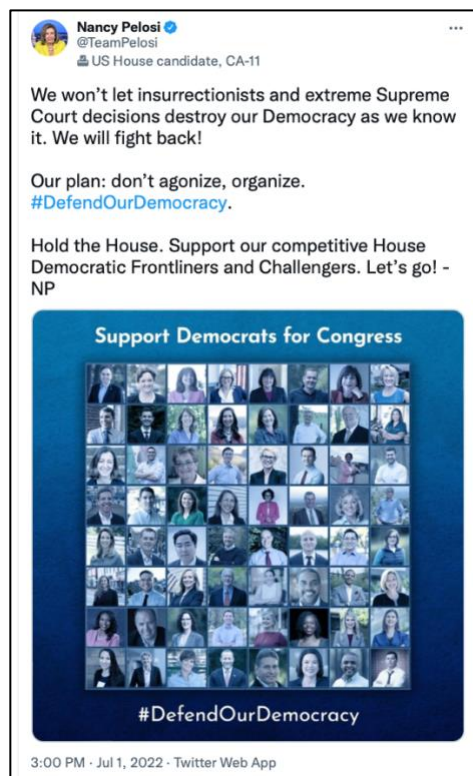 Nancy Pelosi
@TeamPelosi
US House candidate, CA-11
We won’t let insurrectionists and extreme Supreme
Court decisions destroy our Democracy as we know
it. We will fight back!
Our plan: don’t agonize, organize.
#DefendOurDemocracy.
Hold the House. Support our competitive House
Democratic Frontliners and Challengers. Let’s go! -
NP
Support Democrats for Congress
#DefendOurDemocracy
3:00 PM · Jul 1, 2022 · Twitter Web App